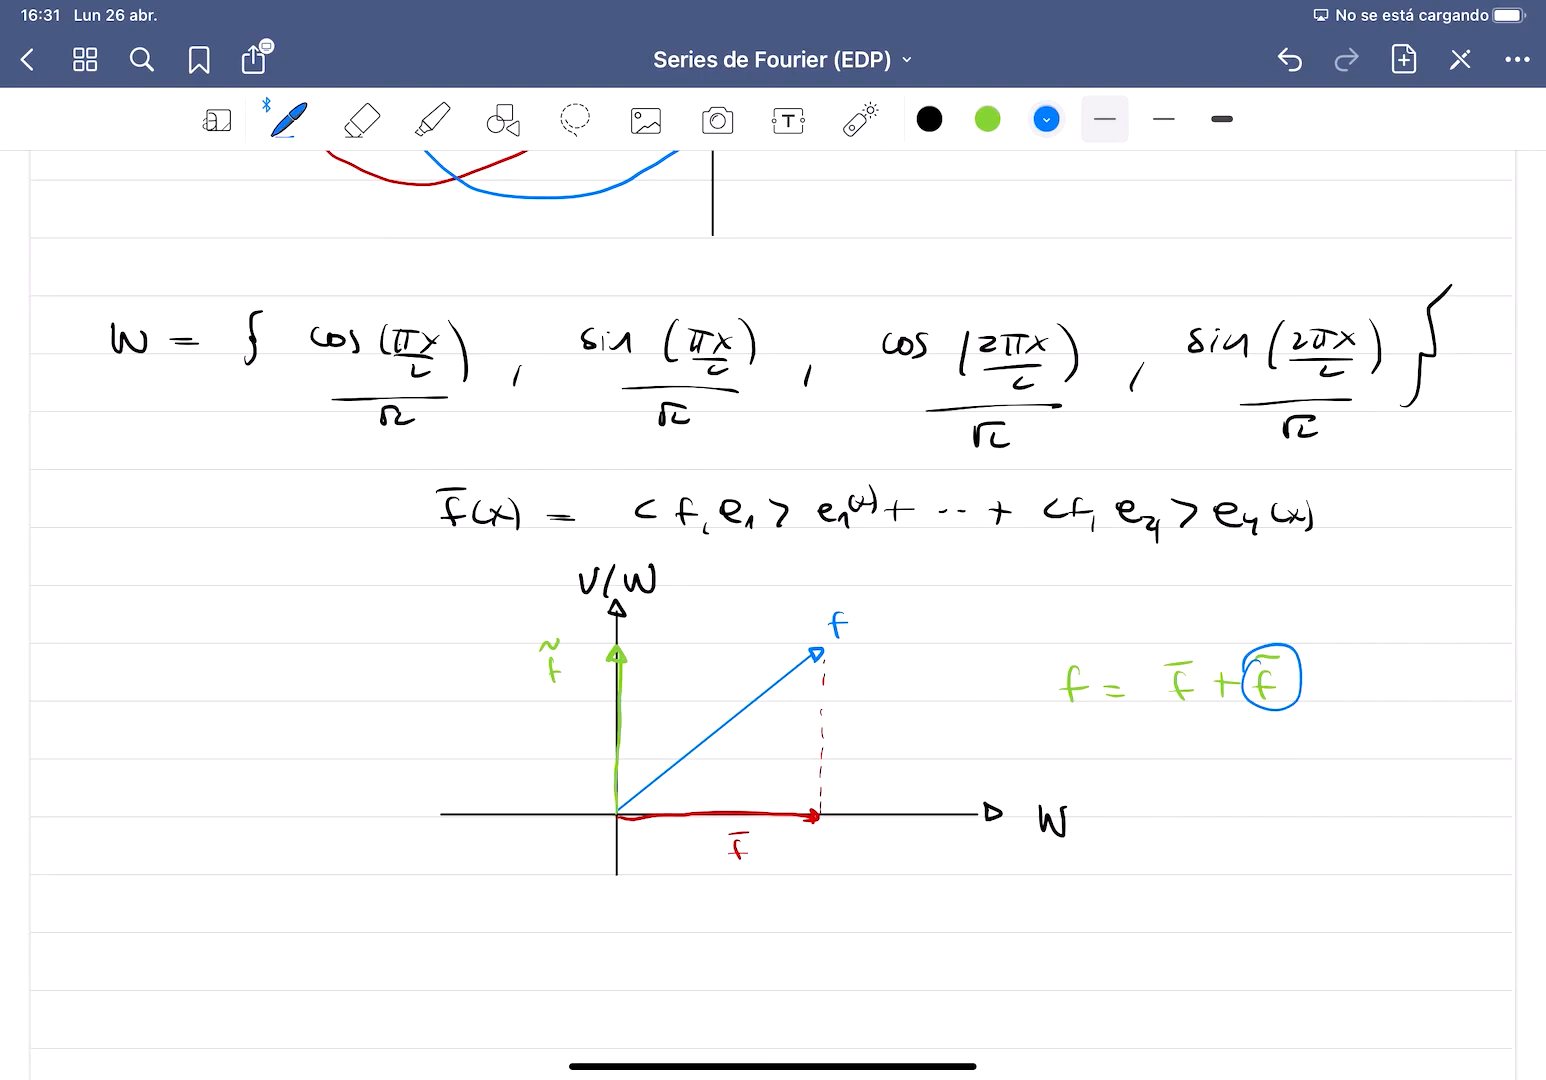 16:31 Lun 26 abr. No se está cargando
Series de Fourier (EDP)
W = { cos(πx/L)/√L , sin(πx/L)/√L , cos(2πx/L)/√L , sin(2πx/L)/√L }
f̄(x) = <f, e₁> e₁(x) + ·· + <f, e₄> e₄(x)
V/W
f
f̃
f = f̄ + f̃
W
f̄